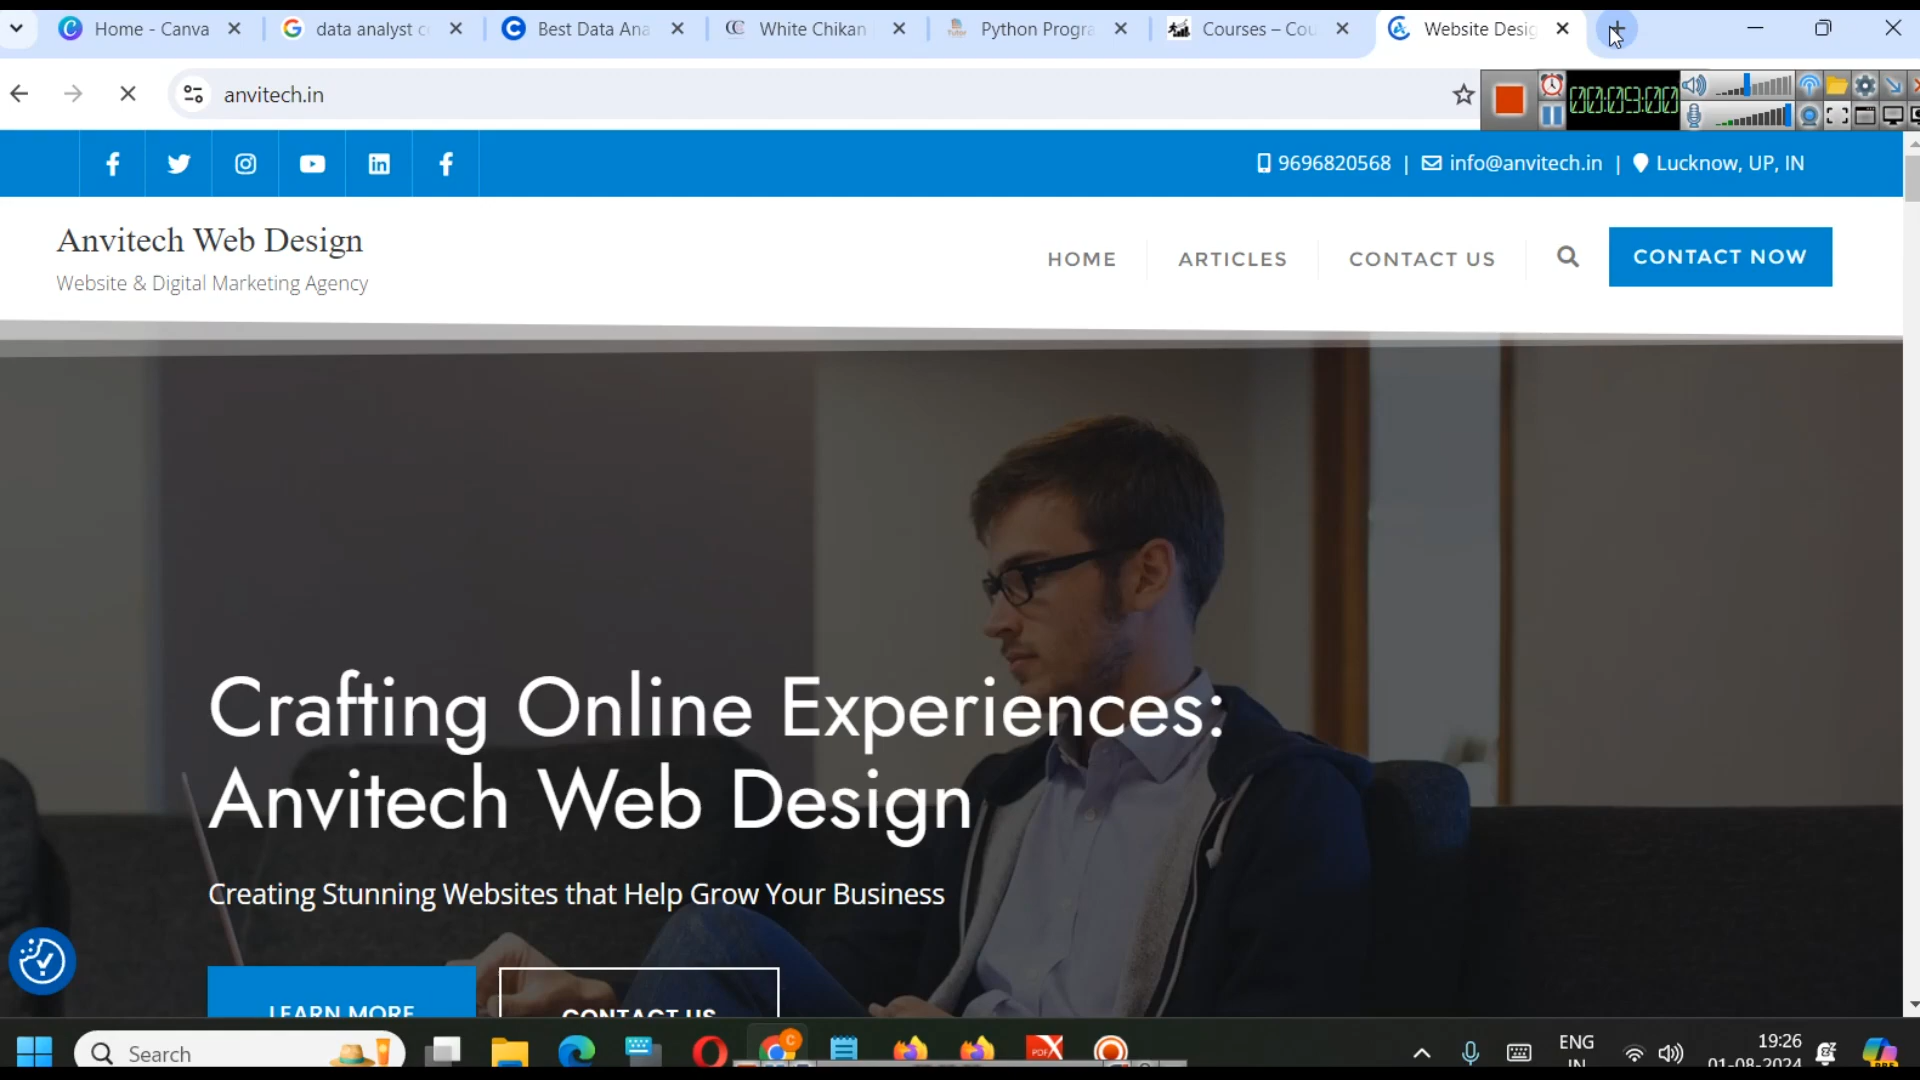 Home - Canva
data analyst c
Best Data Ana
White Chikan
Python Progra
Courses – Cou
Website Desig
anvitech.in
00:09:00
9696820568 | info@anvitech.in | Lucknow, UP, IN
Anvitech Web Design
Website & Digital Marketing Agency
HOME
ARTICLES
CONTACT US
CONTACT NOW
Crafting Online Experiences:
Anvitech Web Design
Creating Stunning Websites that Help Grow Your Business
LEARN MORE
CONTACT US
Search
ENG
IN
19:26
01-08-2024